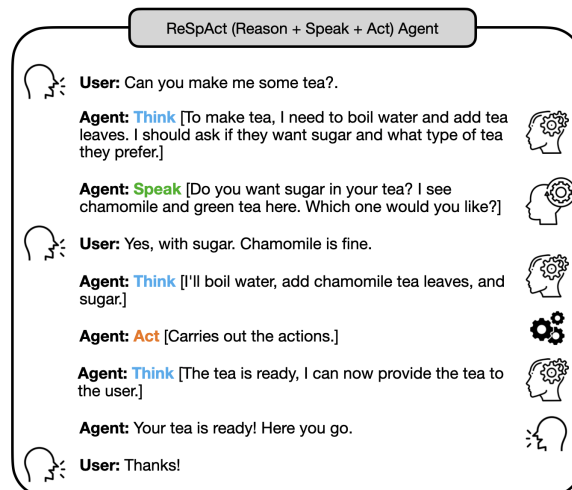 ReSpAct (Reason + Speak + Act) Agent
User: Can you make me some tea?.
Agent: Think [To make tea, I need to boil water and add tea
leaves. I should ask if they want sugar and what type of tea
they prefer.]
Agent: Speak [Do you want sugar in your tea? I see
chamomile and green tea here. Which one would you like?]
User: Yes, with sugar. Chamomile is fine.
Agent: Think [I'll boil water, add chamomile tea leaves, and
sugar.]
Agent: Act [Carries out the actions.]
Agent: Think [The tea is ready, I can now provide the tea to
the user.]
Agent: Your tea is ready! Here you go.
User: Thanks!